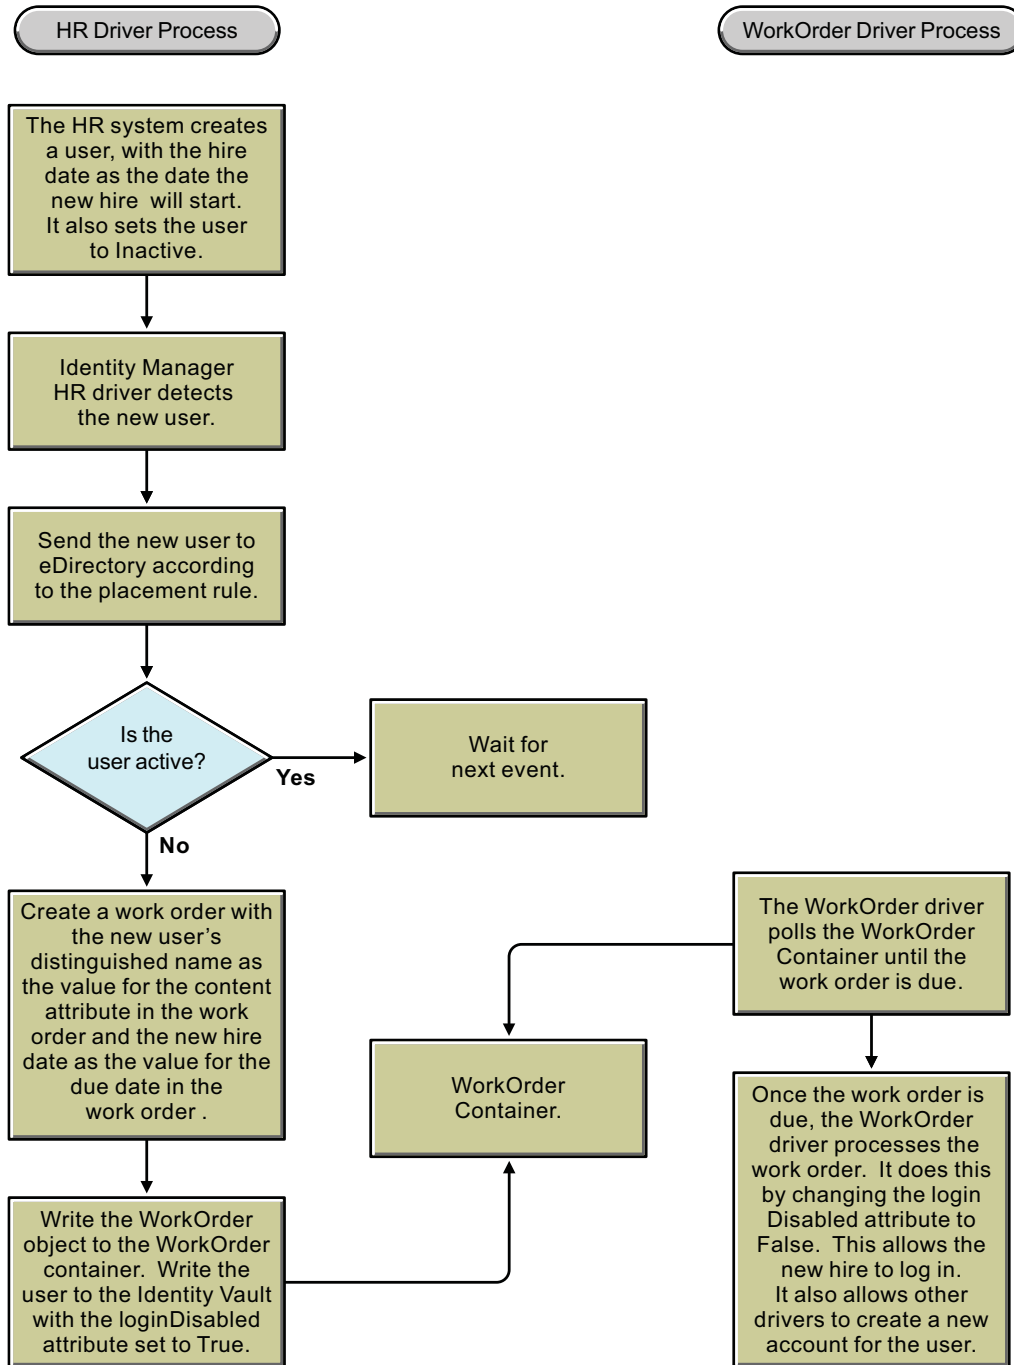 HR Driver Process
WorkOrder Driver Process
The HR system creates
a user, with the hire
date as the date the
new hire will start.
It also sets the user
to Inactive.
Identity Manager
HR driver detects
the new user.
Send the new user to
eDirectory according
to the placement rule.
Is the
user active?
Yes
No
Wait for
next event.
Create a work order with
the new user's
distinguished name as
the value for the content
attribute in the work
order and the new hire
date as the value for the
due date in the
work order .
Write the WorkOrder
object to the WorkOrder
container. Write the
user to the Identity Vault
with the loginDisabled
attribute set to True.
WorkOrder
Container.
The WorkOrder driver
polls the WorkOrder
Container until the
work order is due.
Once the work order is
due, the WorkOrder
driver processes the
work order. It does this
by changing the login
Disabled attribute to
False. This allows the
new hire to log in.
It also allows other
drivers to create a new
account for the user.